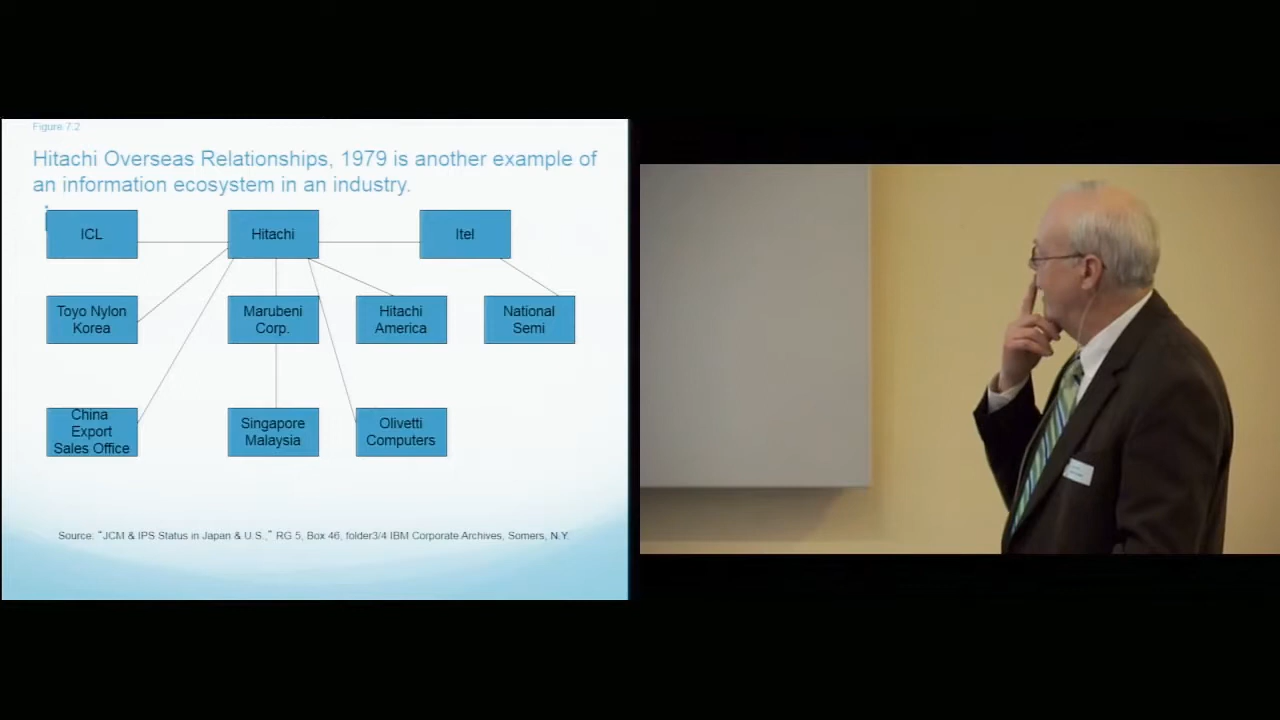 Figure 7.2
Hitachi Overseas Relationships, 1979 is another example of
an information ecosystem in an industry.
ICL
Hitachi
Itel
Toyo Nylon
Korea
Marubeni
Corp.
Hitachi
America
National
Semi
China
Export
Sales Office
Singapore
Malaysia
Olivetti
Computers
Source: “JCM & IPS Status in Japan & U.S.,” RG 5, Box 46, folder3/4 IBM Corporate Archives, Somers, N.Y.